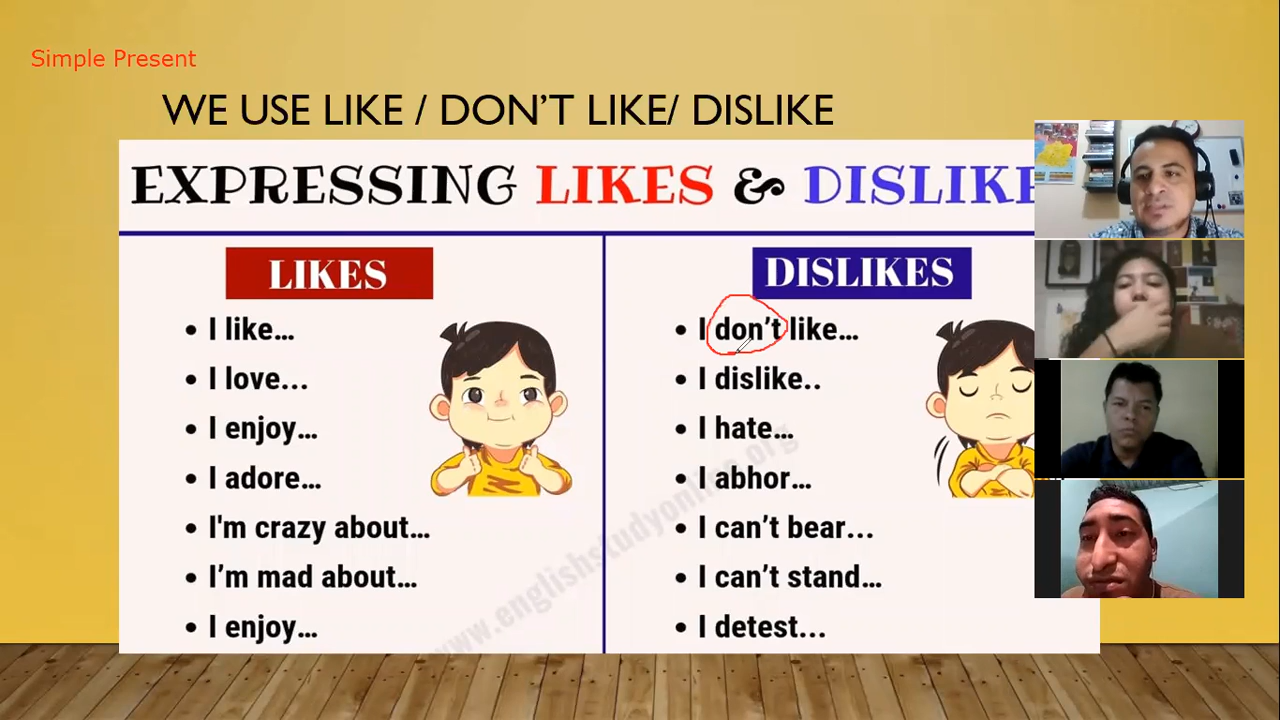 Simple Present
WE USE LIKE / DON'T LIKE/ DISLIKE
EXPRESSING LIKES & DISLIKE
LIKES
• I like…
• I love...
• I enjoy…
• I adore…
• I'm crazy about…
• I'm mad about…
• I enjoy…
DISLIKES
• I don't like…
• I dislike..
• I hate…
• I abhor…
• I can't bear...
• I can't stand…
• I detest...
www.englishstudyonline.org